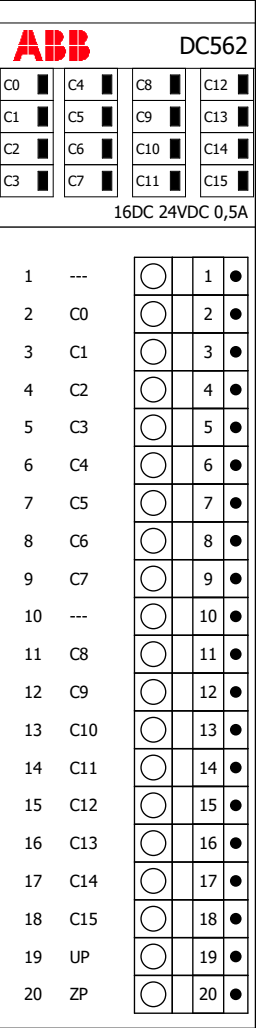 ABB DC562
C0 C4 C8 C12
C1 C5 C9 C13
C2 C6 C10 C14
C3 C7 C11 C15
16DC 24VDC 0,5A
1 --- 1
2 C0 2
3 C1 3
4 C2 4
5 C3 5
6 C4 6
7 C5 7
8 C6 8
9 C7 9
10 --- 10
11 C8 11
12 C9 12
13 C10 13
14 C11 14
15 C12 15
16 C13 16
17 C14 17
18 C15 18
19 UP 19
20 ZP 20